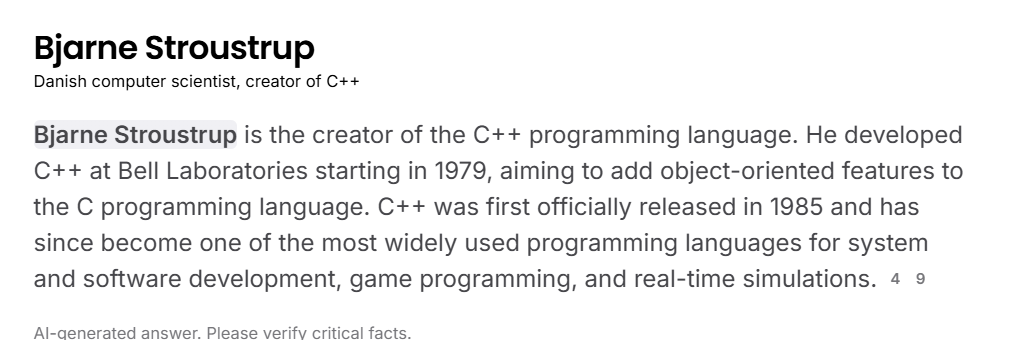 Bjarne Stroustrup
Danish computer scientist, creator of C++
Bjarne Stroustrup is the creator of the C++ programming language. He developed
C++ at Bell Laboratories starting in 1979, aiming to add object-oriented features to
the C programming language. C++ was first officially released in 1985 and has
since become one of the most widely used programming languages for system
and software development, game programming, and real-time simulations. 4 9
AI-generated answer. Please verify critical facts.